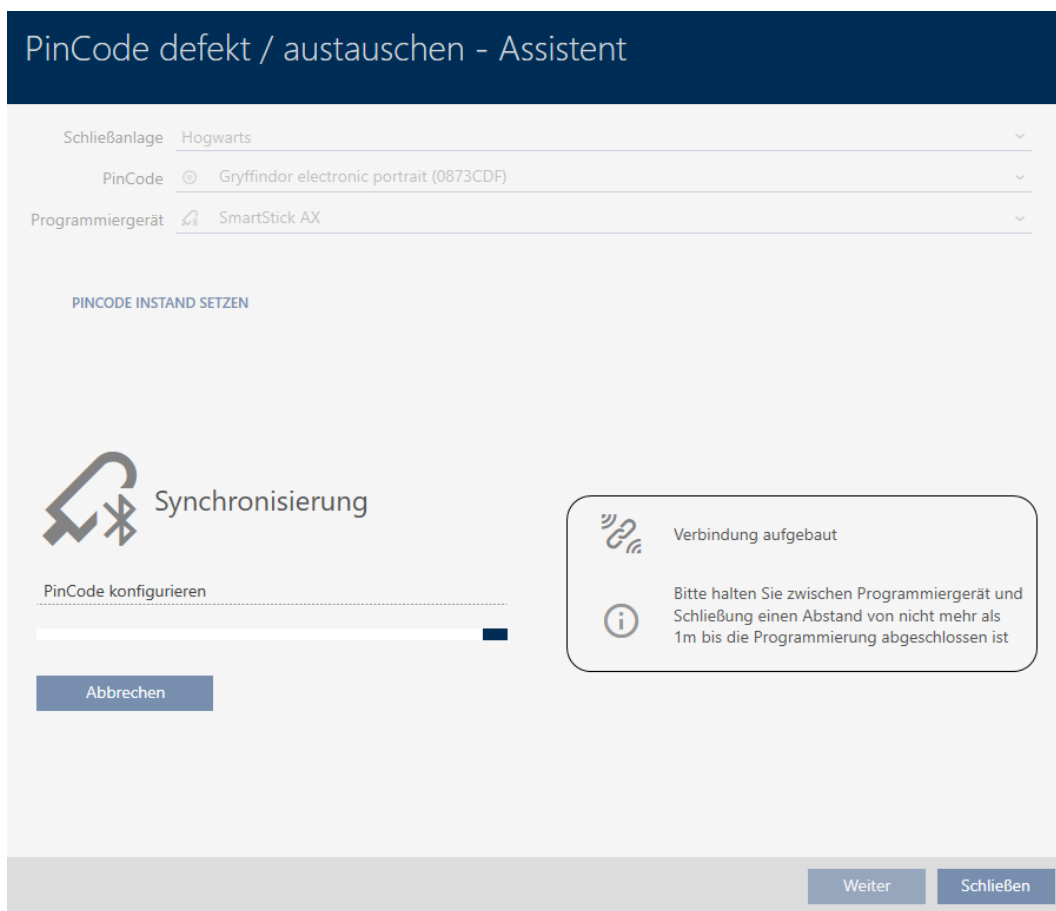 PinCode defekt / austauschen - Assistent
Schließanlage Hogwarts
PinCode Gryffindor electronic portrait (0873CDF)
Programmiergerät SmartStick AX
PINCODE INSTAND SETZEN
Synchronisierung
PinCode konfigurieren
Abbrechen
Verbindung aufgebaut
Bitte halten Sie zwischen Programmiergerät und
Schließung einen Abstand von nicht mehr als
1m bis die Programmierung abgeschlossen ist
Weiter Schließen